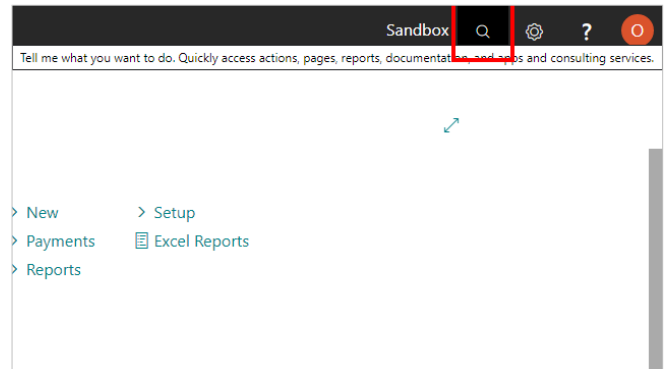 Sandbox ? O
Tell me what you want to do. Quickly access actions, pages, reports, documentation, and apps and consulting services.
> New > Setup
> Payments Excel Reports
> Reports